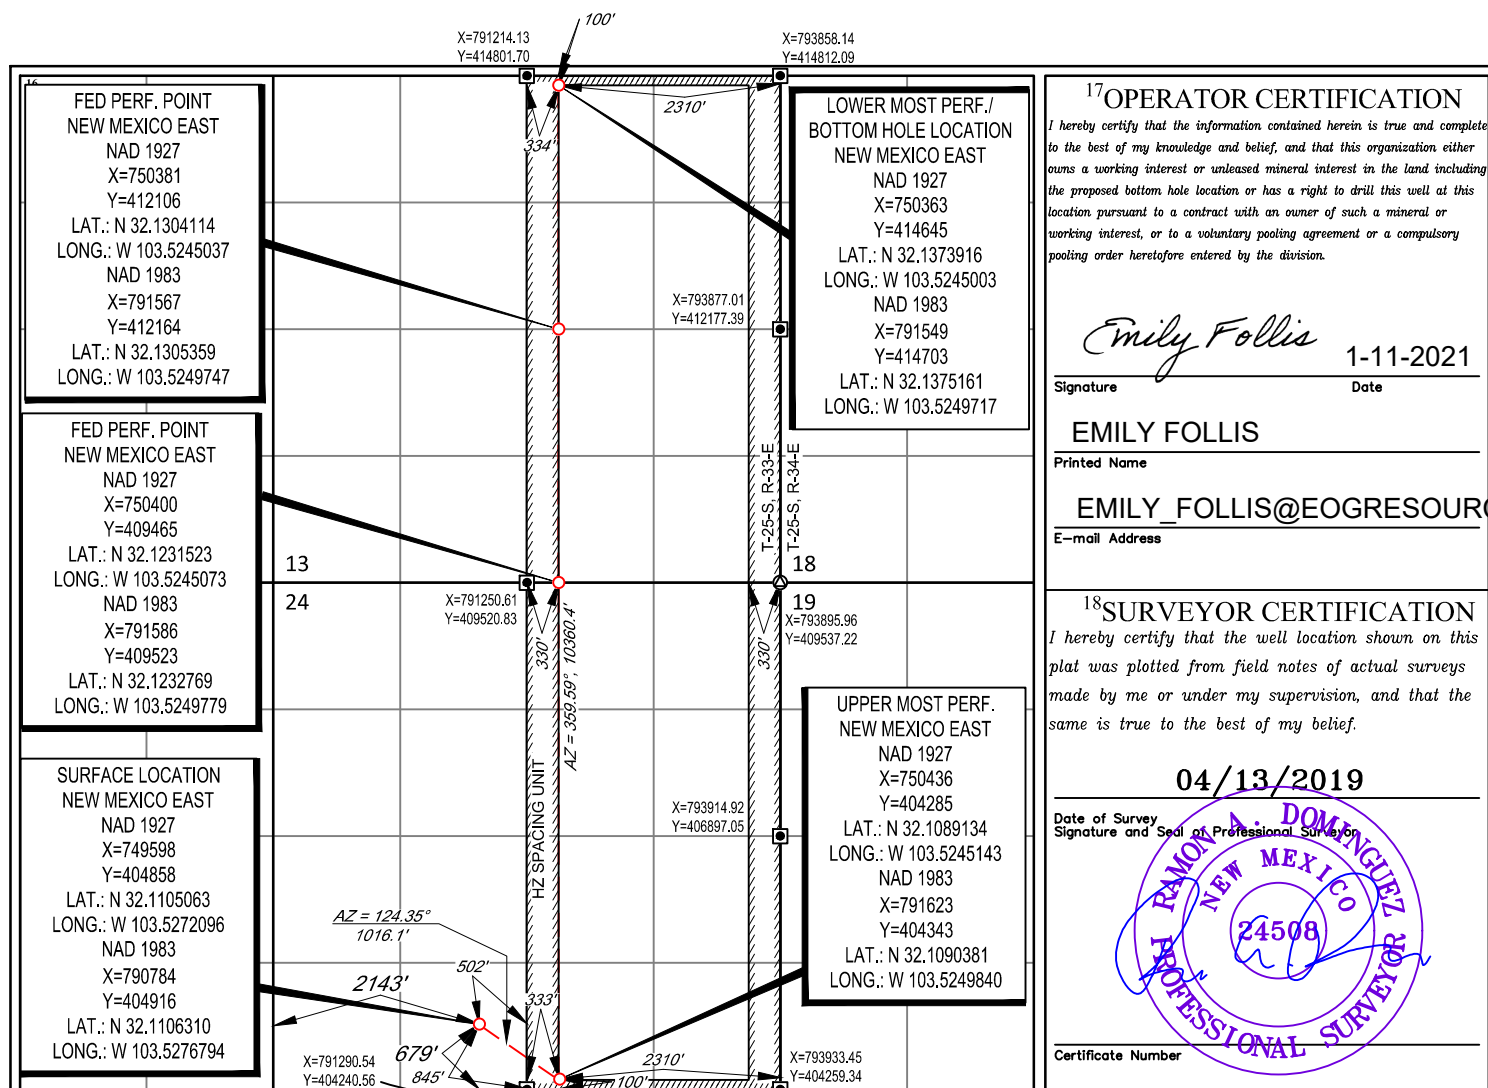 100'
X=791214.13
Y=414801.70
X=793858.14
Y=414812.09
2310'
334'
FED PERF. POINT
NEW MEXICO EAST
NAD 1927
X=750381
Y=412106
LAT.: N 32.1304114
LONG.: W 103.5245037
NAD 1983
X=791567
Y=412164
LAT.: N 32.1305359
LONG.: W 103.5249747
LOWER MOST PERF./
BOTTOM HOLE LOCATION
NEW MEXICO EAST
NAD 1927
X=750363
Y=414645
LAT.: N 32.1373916
LONG.: W 103.5245003
NAD 1983
X=791549
Y=414703
LAT.: N 32.1375161
LONG.: W 103.5249717
X=793877.01
Y=412177.39
FED PERF. POINT
NEW MEXICO EAST
NAD 1927
X=750400
Y=409465
LAT.: N 32.1231523
LONG.: W 103.5245073
NAD 1983
X=791586
Y=409523
LAT.: N 32.1232769
LONG.: W 103.5249779
T-25-S, R-33-E
T-25-S, R-34-E
13
18
24
19
X=791250.61
Y=409520.83
X=793895.96
Y=409537.22
330'
330'
AZ = 359.59°, 10360.4'
HZ SPACING UNIT
UPPER MOST PERF.
NEW MEXICO EAST
NAD 1927
X=750436
Y=404285
LAT.: N 32.1089134
LONG.: W 103.5245143
NAD 1983
X=791623
Y=404343
LAT.: N 32.1090381
LONG.: W 103.5249840
X=793914.92
Y=406897.05
SURFACE LOCATION
NEW MEXICO EAST
NAD 1927
X=749598
Y=404858
LAT.: N 32.1105063
LONG.: W 103.5272096
NAD 1983
X=790784
Y=404916
LAT.: N 32.1106310
LONG.: W 103.5276794
AZ = 124.35°
1016.1'
502'
2143'
333'
679'
845'
2310'
100'
X=791290.54
Y=404240.56
X=793933.45
Y=404259.34
17 OPERATOR CERTIFICATION
I hereby certify that the information contained herein is true and complete
to the best of my knowledge and belief, and that this organization either
owns a working interest or unleased mineral interest in the land including
the proposed bottom hole location or has a right to drill this well at this
location pursuant to a contract with an owner of such a mineral or
working interest, or to a voluntary pooling agreement or a compulsory
pooling order heretofore entered by the division.
Emily Follis
1-11-2021
Signature Date
EMILY FOLLIS
Printed Name
EMILY_FOLLIS@EOGRESOURC
E-mail Address
18 SURVEYOR CERTIFICATION
I hereby certify that the well location shown on this
plat was plotted from field notes of actual surveys
made by me or under my supervision, and that the
same is true to the best of my belief.
04/13/2019
Date of Survey
Signature and Seal of Professional Surveyor
RAMON A. DOMINGUEZ
NEW MEXICO
24508
PROFESSIONAL SURVEYOR
Certificate Number